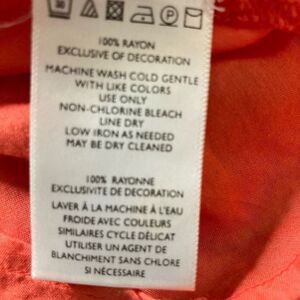 100% RAYON
EXCLUSIVE OF DECORATION
MACHINE WASH COLD GENTLE
WITH LIKE COLORS
USE ONLY
NON-CHLORINE BLEACH
LINE DRY
LOW IRON AS NEEDED
MAY BE DRY CLEANED
100% RAYONNE
EXCLUSIVITE DE DECORATION
LAVER À LA MACHINE À L'EAU
FROIDE AVEC COULEURS
SIMILAIRES CYCLE DÉLICAT
UTILISER UN AGENT DE
BLANCHIMENT SANS CHLORE
SI NÉCESSAIRE